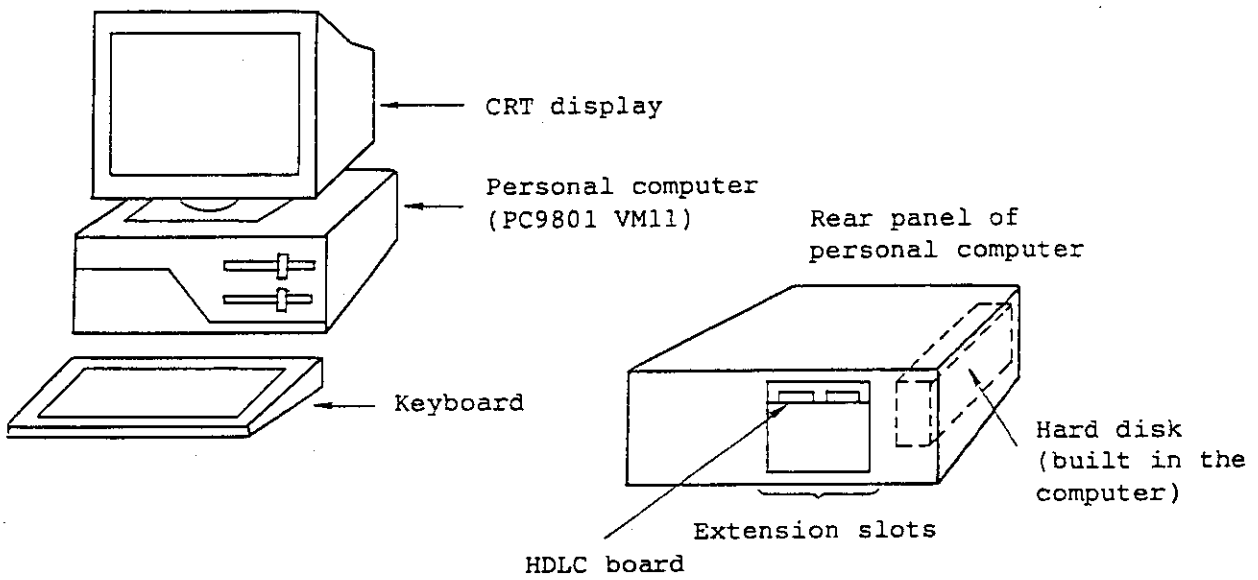 CRT display
Personal computer
(PC9801 VM11)
Rear panel of
personal computer
Keyboard
Hard disk
(built in the
computer)
Extension slots
HDLC board